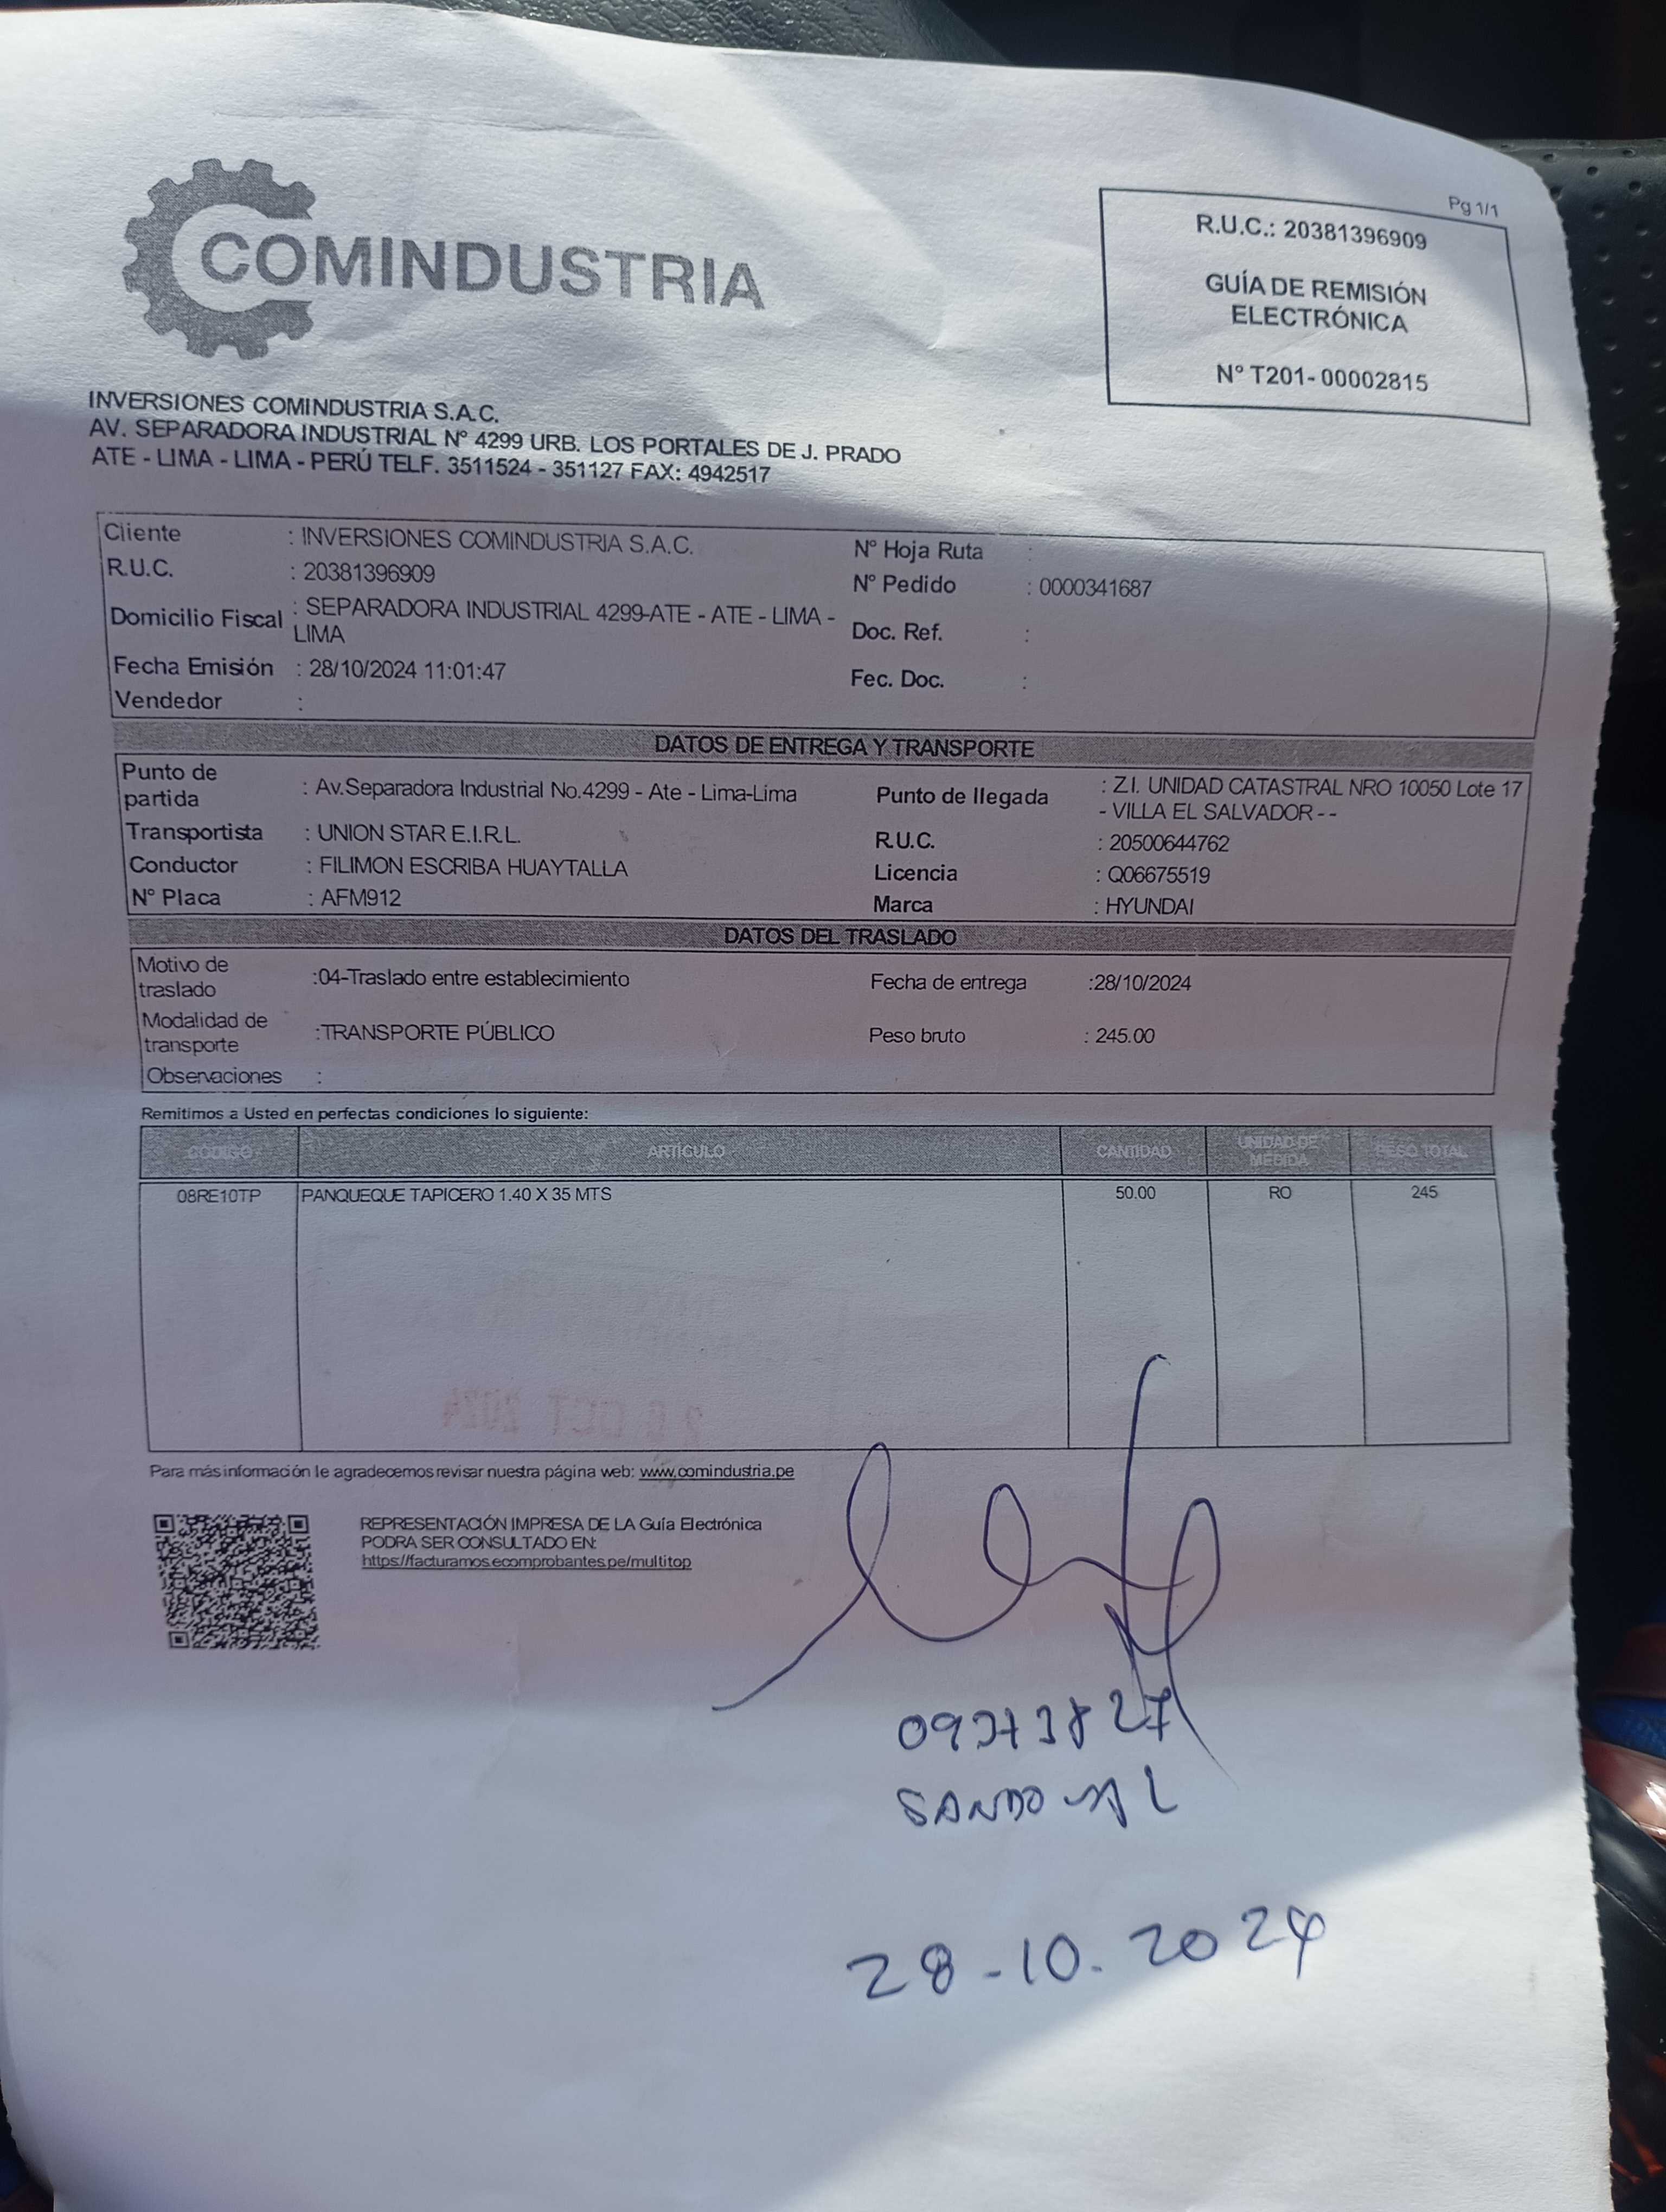 COMINDUSTRIA
Pg 1/1
R.U.C.: 20381396909
GUÍA DE REMISIÓN
ELECTRÓNICA
Nº T201- 00002815
INVERSIONES COMINDUSTRIA S.A.C.
AV. SEPARADORA INDUSTRIAL Nº 4299 URB. LOS PORTALES DE J. PRADO
ATE - LIMA - LIMA - PERÚ TELF. 3511524 - 351127 FAX: 4942517
Cliente : INVERSIONES COMINDUSTRIA S.A.C. Nº Hoja Ruta :
R.U.C. : 20381396909 Nº Pedido : 0000341687
Domicilio Fiscal : SEPARADORA INDUSTRIAL 4299-ATE - ATE - LIMA -
LIMA
Doc. Ref. :
Fecha Emisión : 28/10/2024 11:01:47 Fec. Doc. :
Vendedor :
DATOS DE ENTREGA Y TRANSPORTE
Punto de
partida : Av.Separadora Industrial No.4299 - Ate - Lima-Lima
Punto de llegada : Z.I. UNIDAD CATASTRAL NRO 10050 Lote 17
- VILLA EL SALVADOR - -
Transportista : UNION STAR E.I.R.L. R.U.C. : 20500644762
Conductor : FILIMON ESCRIBA HUAYTALLA Licencia : Q06675519
Nº Placa : AFM912 Marca : HYUNDAI
DATOS DEL TRASLADO
Motivo de
traslado :04-Traslado entre establecimiento Fecha de entrega :28/10/2024
Modalidad de
transporte :TRANSPORTE PÚBLICO Peso bruto : 245.00
Observaciones :
Remitimos a Usted en perfectas condiciones lo siguiente:
CODIGO ARTICULO CANTIDAD UNIDAD DE
MEDIDA PESO TOTAL
08RE10TP PANQUEQUE TAPICERO 1.40 X 35 MTS 50.00 RO 245
28 OCT 2024
Para más información le agradecemos revisar nuestra página web: www.comindustria.pe
REPRESENTACIÓN IMPRESA DE LA Guía Electrónica
PODRA SER CONSULTADO EN:
https://facturamos.ecomprobantes.pe/multitop
SANDOVAL
28-10.2024